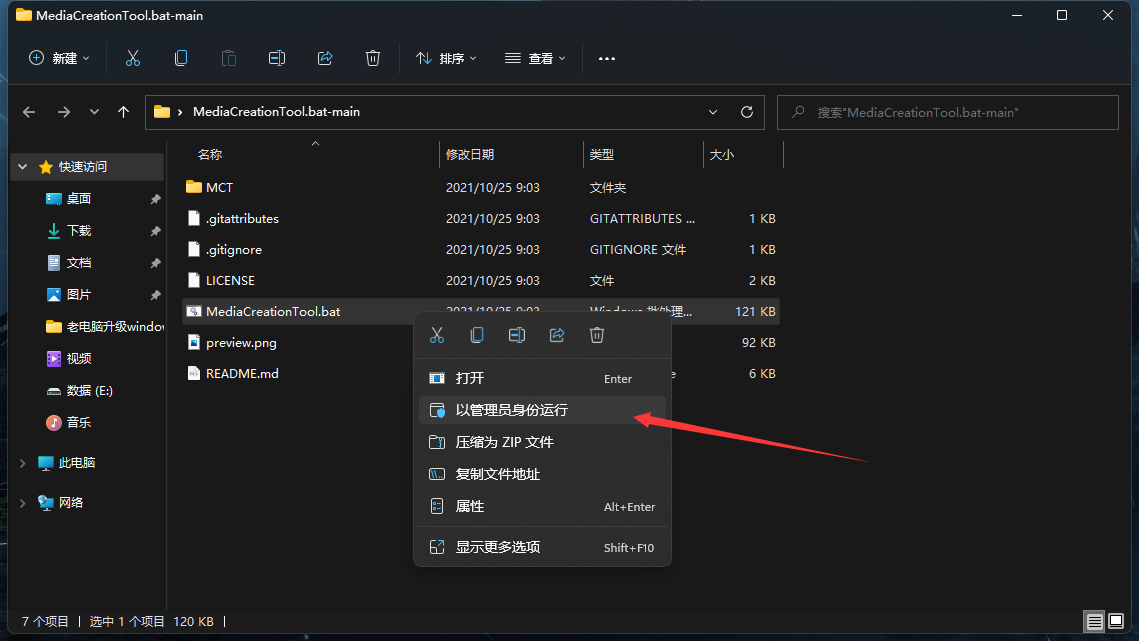 MediaCreationTool.bat-main
新建 排序 查看
MediaCreationTool.bat-main 搜索"MediaCreationTool.bat-main"
名称 修改日期 类型 大小
快速访问
桌面
下载
文档
图片
老电脑升级window
视频
数据 (E:)
音乐
此电脑
网络
MCT 2021/10/25 9:03 文件夹
.gitattributes 2021/10/25 9:03 GITATTRIBUTES ... 1 KB
.gitignore 2021/10/25 9:03 GITIGNORE 文件 1 KB
LICENSE 2021/10/25 9:03 文件 2 KB
MediaCreationTool.bat 2021/10/25 9:03 Windows 批处理... 121 KB
preview.png 92 KB
README.md 6 KB
打开 Enter
以管理员身份运行
压缩为 ZIP 文件
复制文件地址
属性 Alt+Enter
显示更多选项 Shift+F10
7 个项目 选中 1 个项目 120 KB